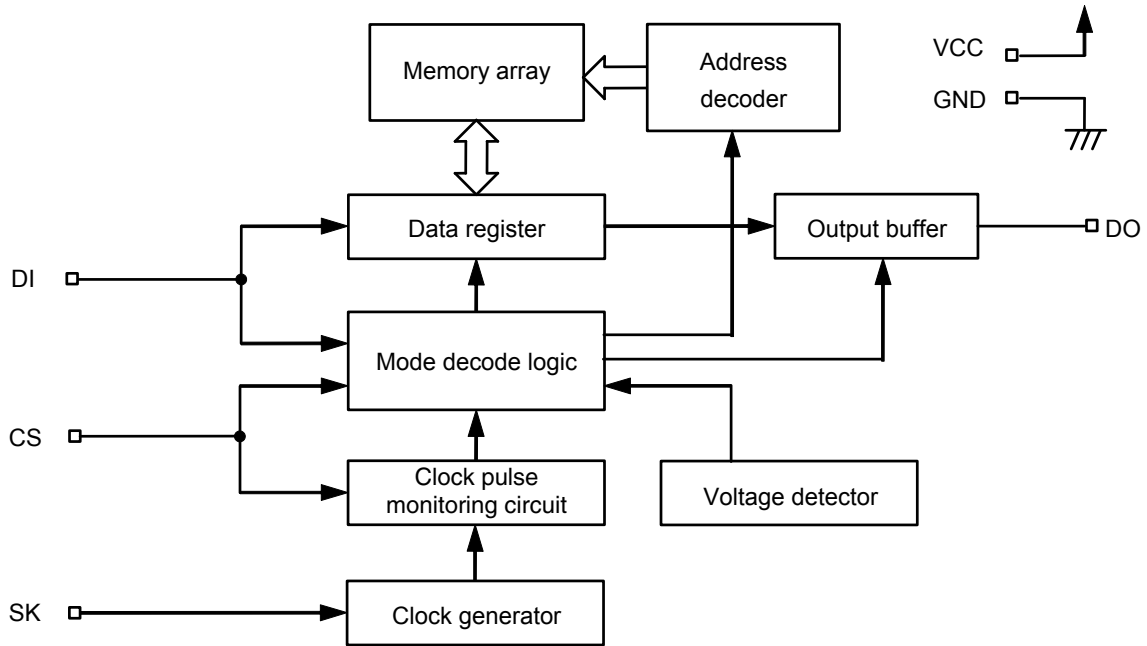 Memory array
Address
decoder
VCC
GND
Data register
Output buffer
DO
DI
Mode decode logic
CS
Clock pulse
monitoring circuit
Voltage detector
SK
Clock generator